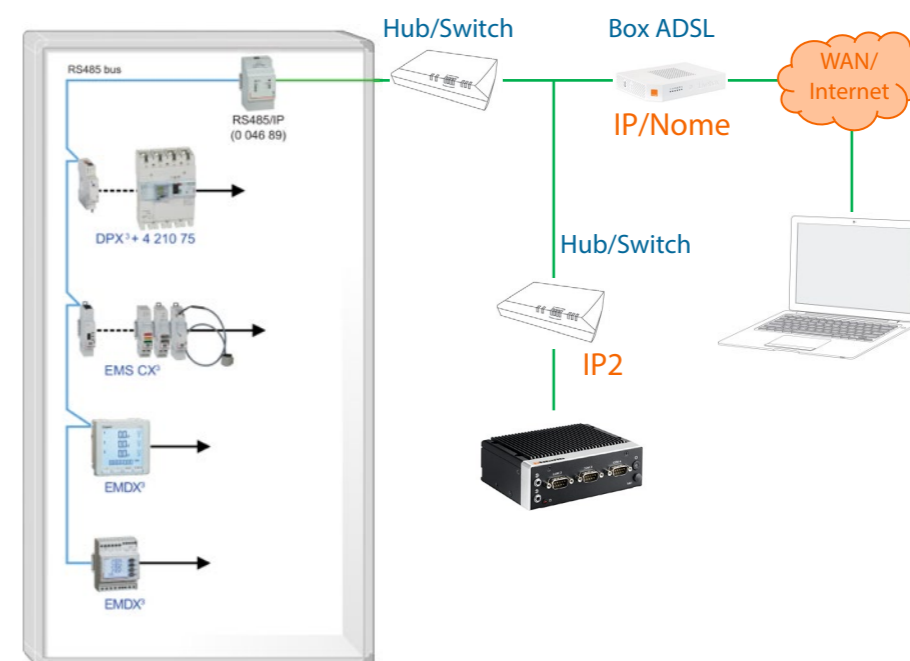 Hub/Switch
Box ADSL
WAN/
Internet
RS485 bus
RS485/IP
(0 046 89)
IP/Nome
DPX³+ 4 210 75
Hub/Switch
EMS CX³
IP2
EMDX³
EMDX³